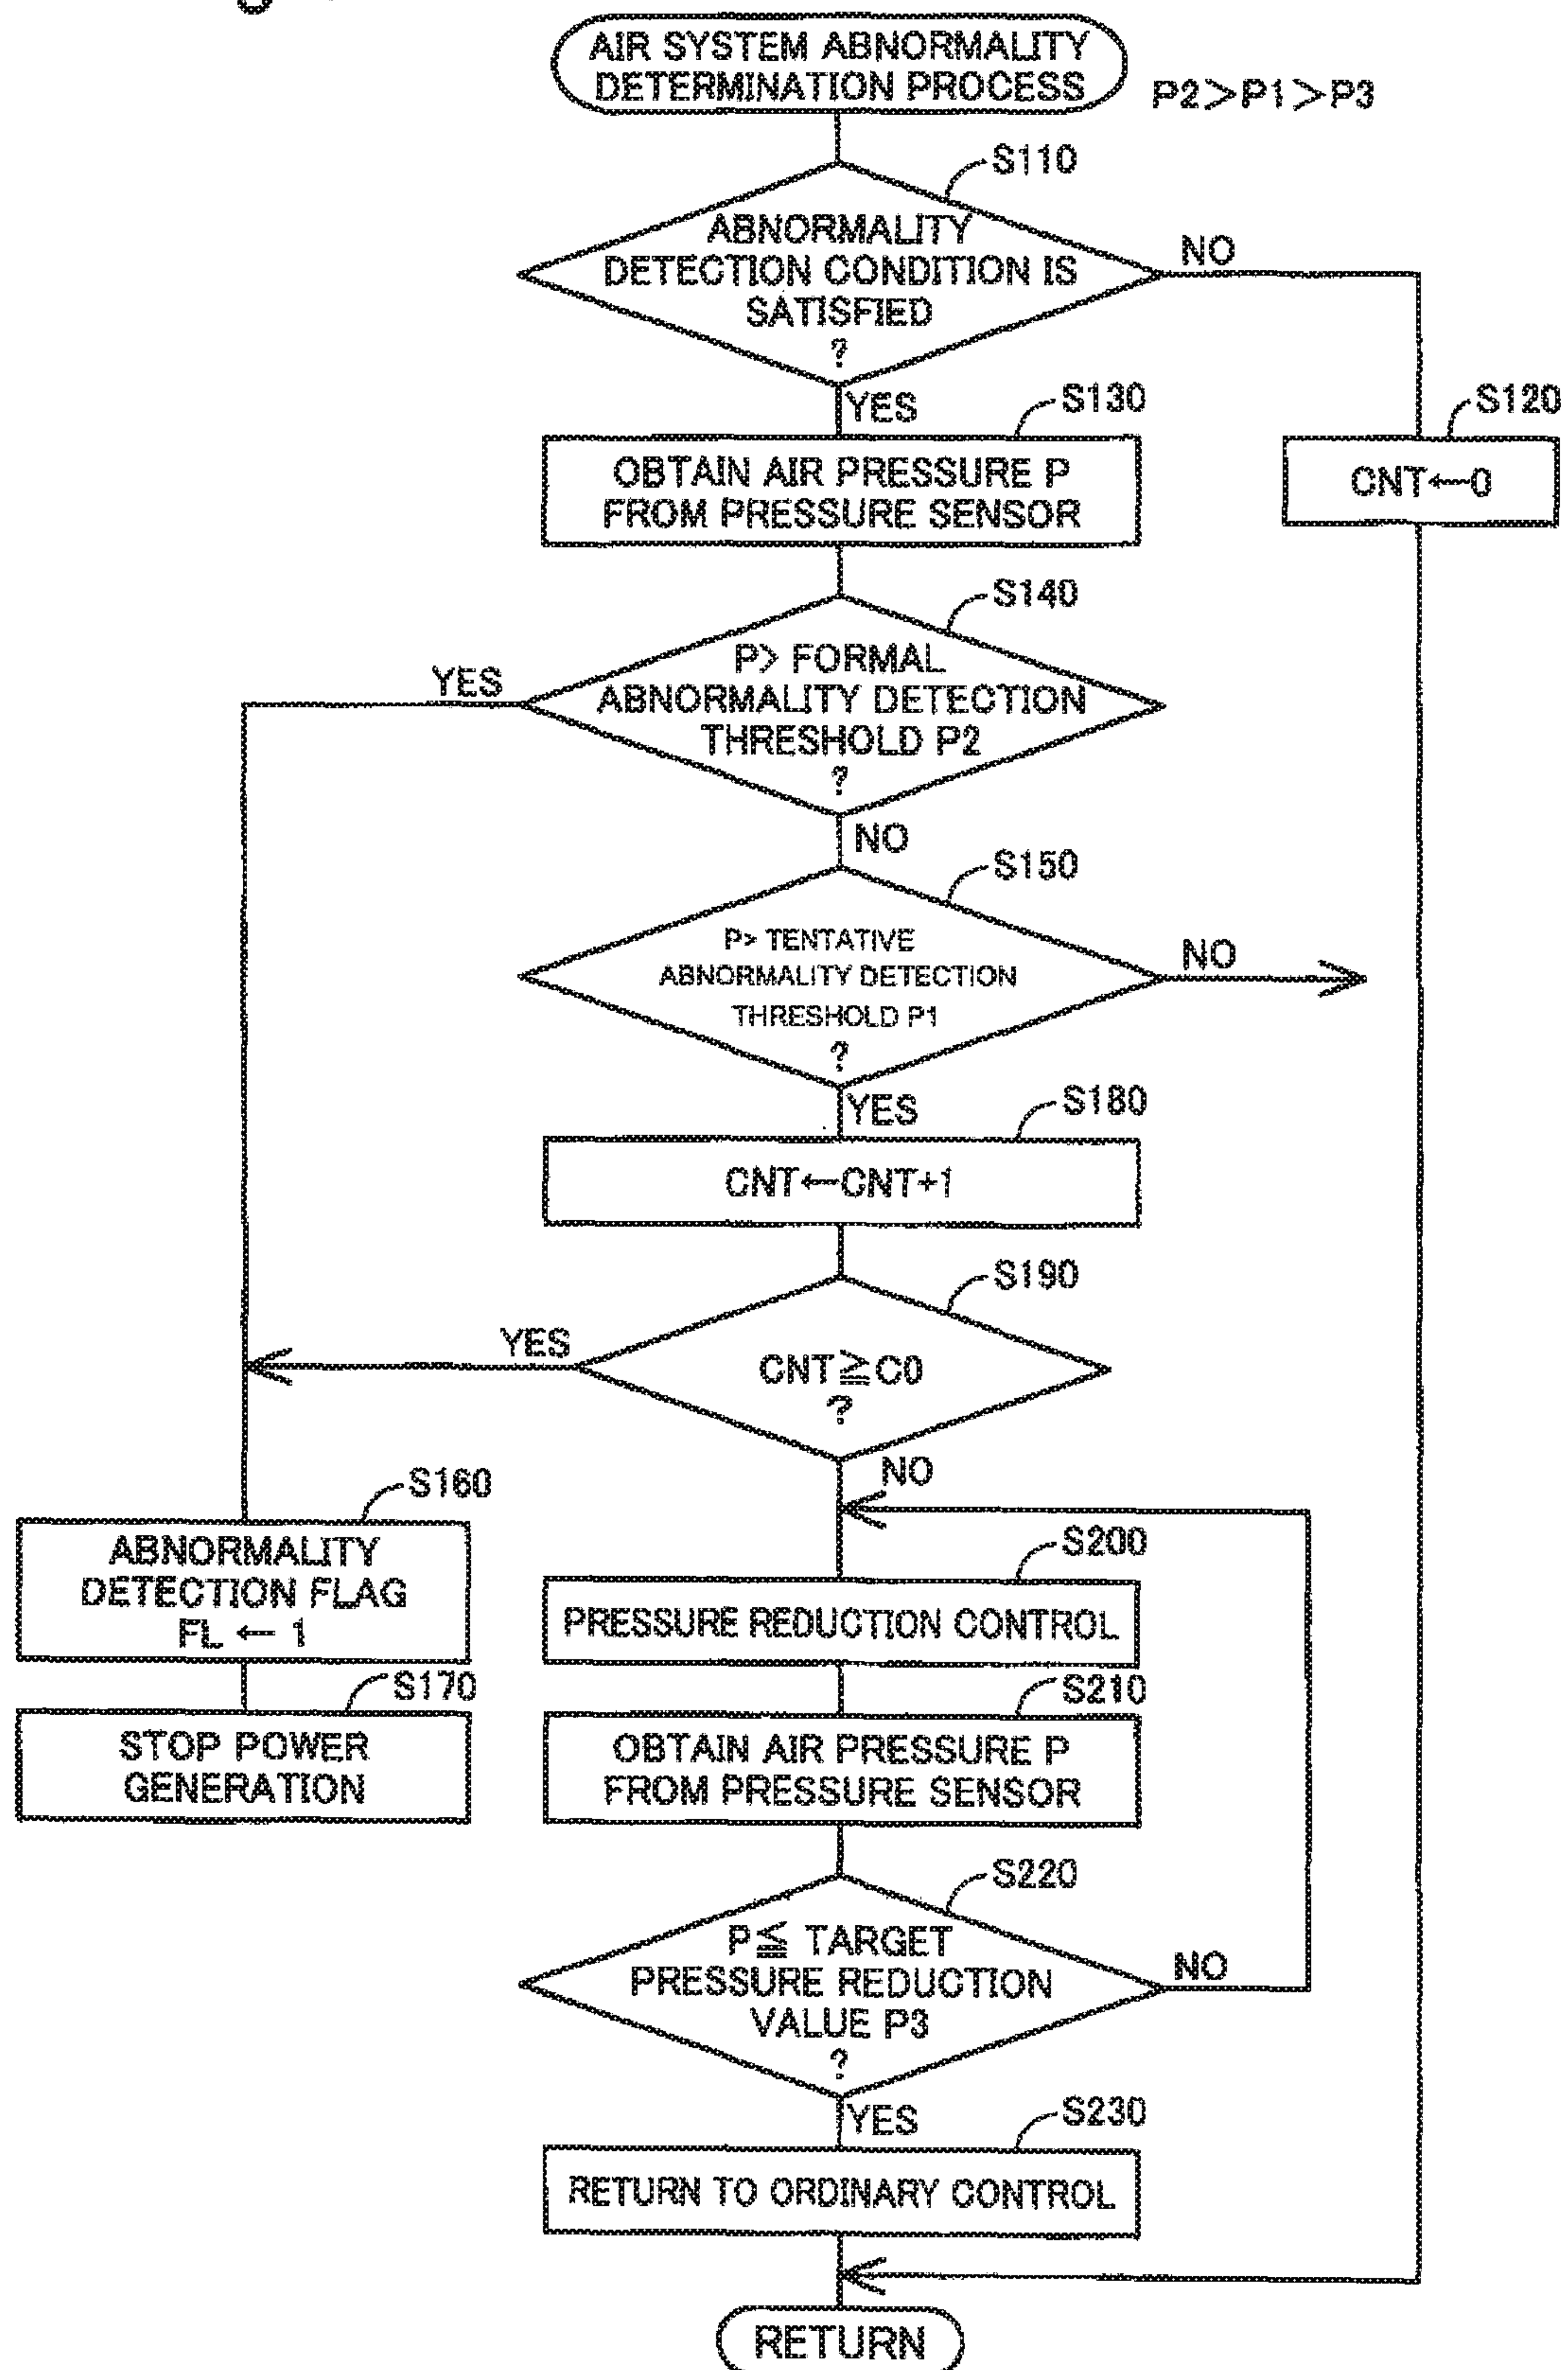 AIR SYSTEM ABNORMALITY
DETERMINATION PROCESS
P2>P1>P3
S110
ABNORMALITY
DETECTION CONDITION IS
SATISFIED
?
NO
YES
S130
OBTAIN AIR PRESSURE P
FROM PRESSURE SENSOR
S120
CNT←0
S140
P> FORMAL
ABNORMALITY DETECTION
THRESHOLD P2
?
YES
NO
S150
P> TENTATIVE
ABNORMALITY DETECTION
THRESHOLD P1
?
NO
YES
S180
CNT←CNT+1
S190
CNT≧C0
?
YES
NO
S160
ABNORMALITY
DETECTION FLAG
FL ← 1
S170
STOP POWER
GENERATION
S200
PRESSURE REDUCTION CONTROL
S210
OBTAIN AIR PRESSURE P
FROM PRESSURE SENSOR
S220
P≦ TARGET
PRESSURE REDUCTION
VALUE P3
?
NO
YES
S230
RETURN TO ORDINARY CONTROL
RETURN